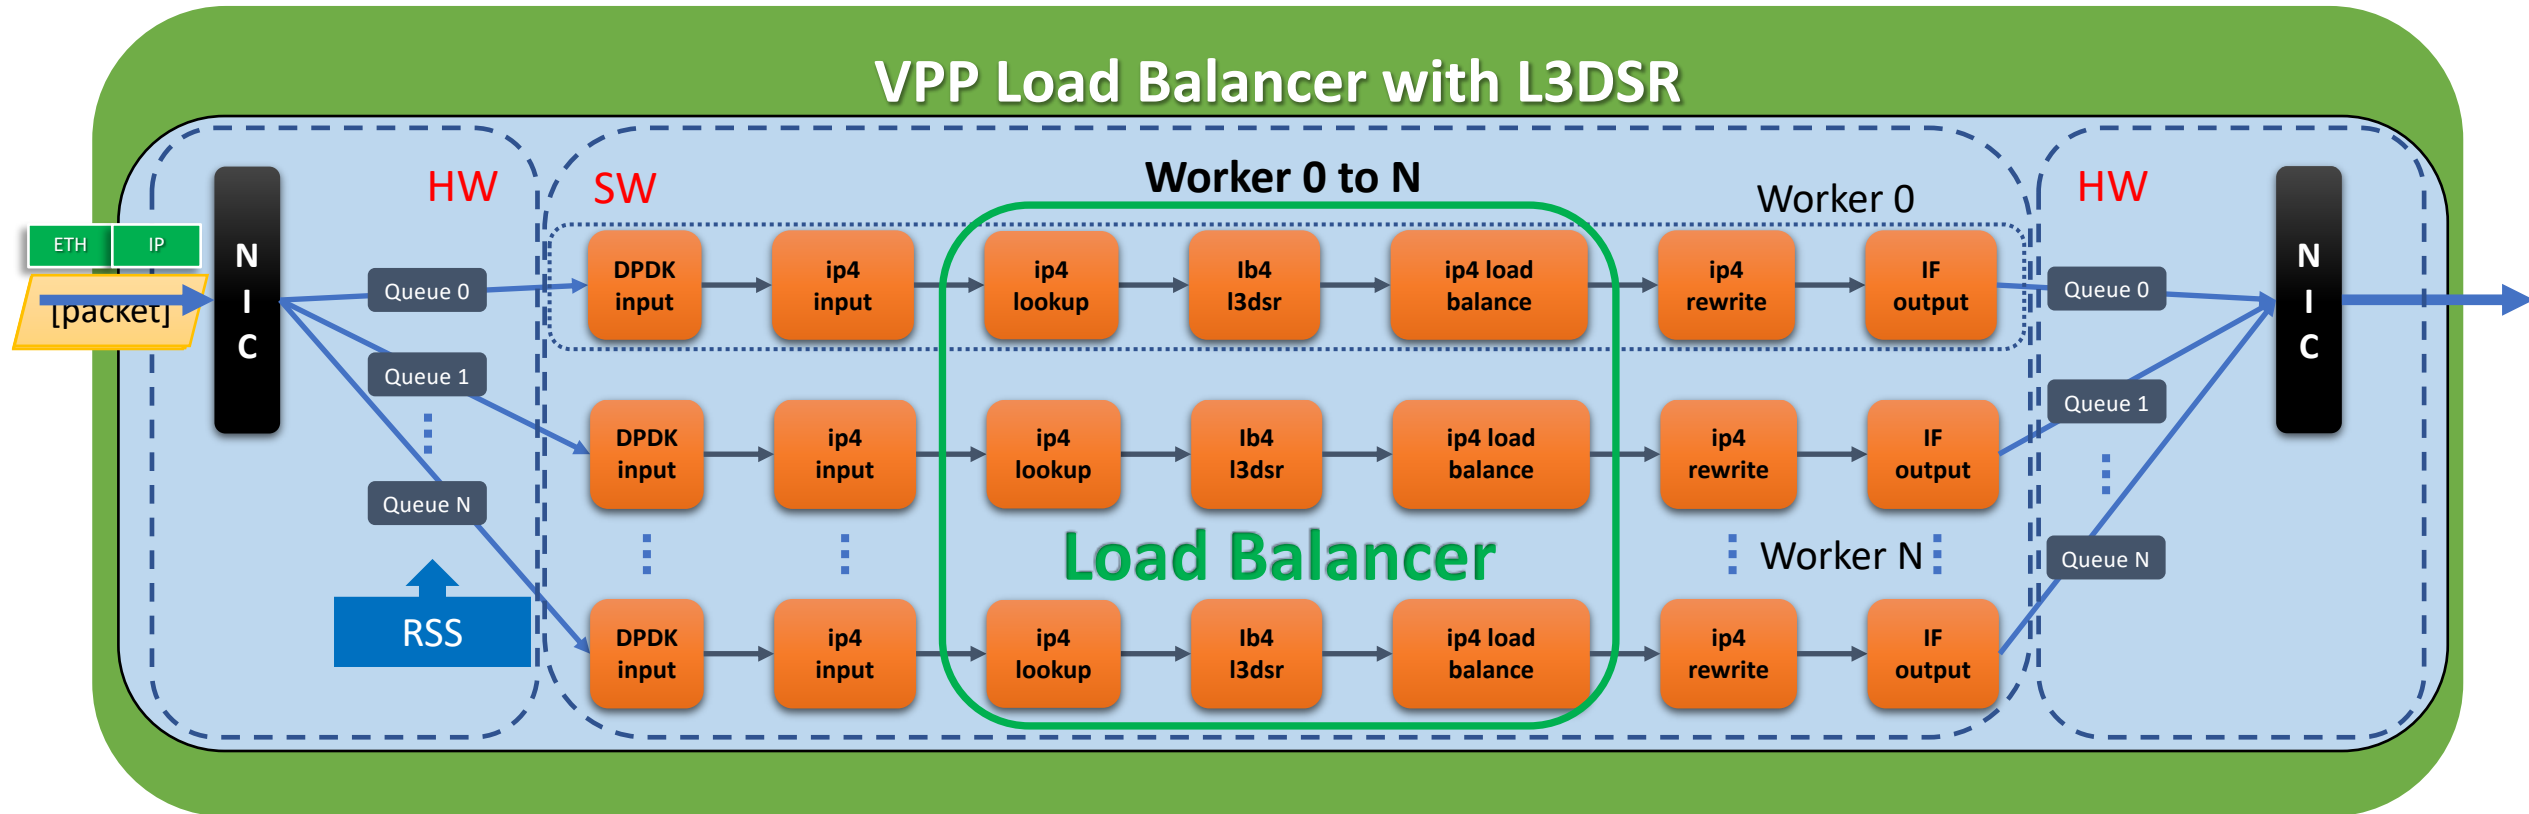 VPP Load Balancer with L3DSR
HW
SW
Worker 0 to N
Worker 0
HW
ETH
IP
[packet]
N
I
C
Queue 0
DPDK
input
ip4
input
ip4
lookup
lb4
l3dsr
ip4 load
balance
ip4
rewrite
IF
output
Queue 0
N
I
C
Queue 1
DPDK
input
ip4
input
ip4
lookup
lb4
l3dsr
ip4 load
balance
ip4
rewrite
IF
output
Queue 1
Queue N
Load Balancer
Worker N
Queue N
RSS
DPDK
input
ip4
input
ip4
lookup
lb4
l3dsr
ip4 load
balance
ip4
rewrite
IF
output